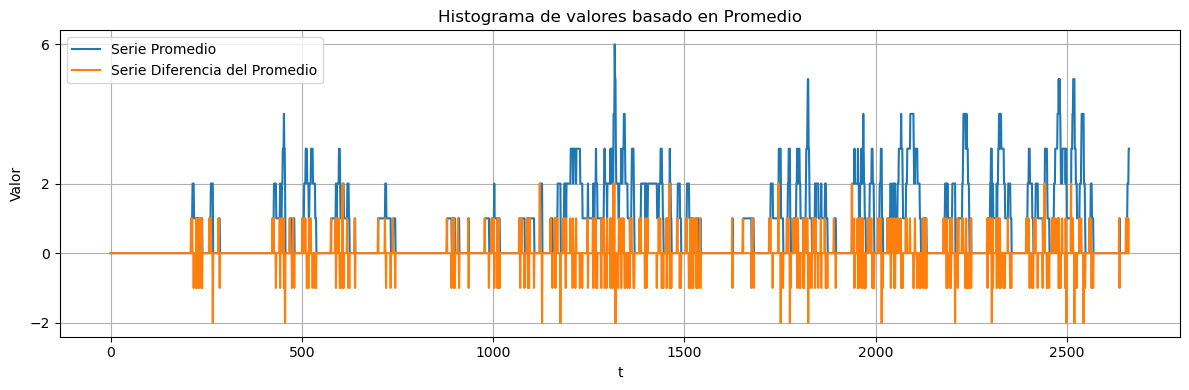 Histograma de valores basado en Promedio
Serie Promedio
Serie Diferencia del Promedio
Valor
6
2
0
−2
0
500
1000
1500
2000
2500
t